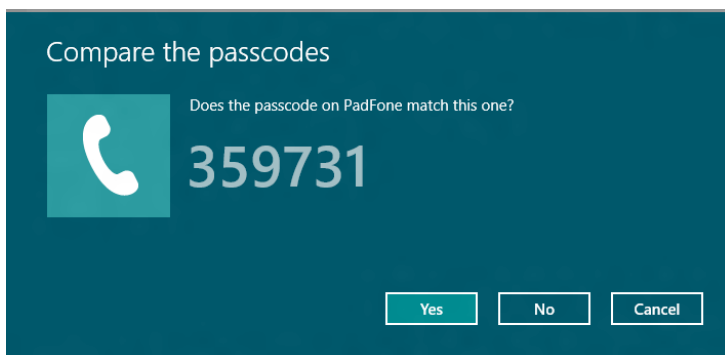 Compare the passcodes
Does the passcode on PadFone match this one?
359731
Yes No Cancel